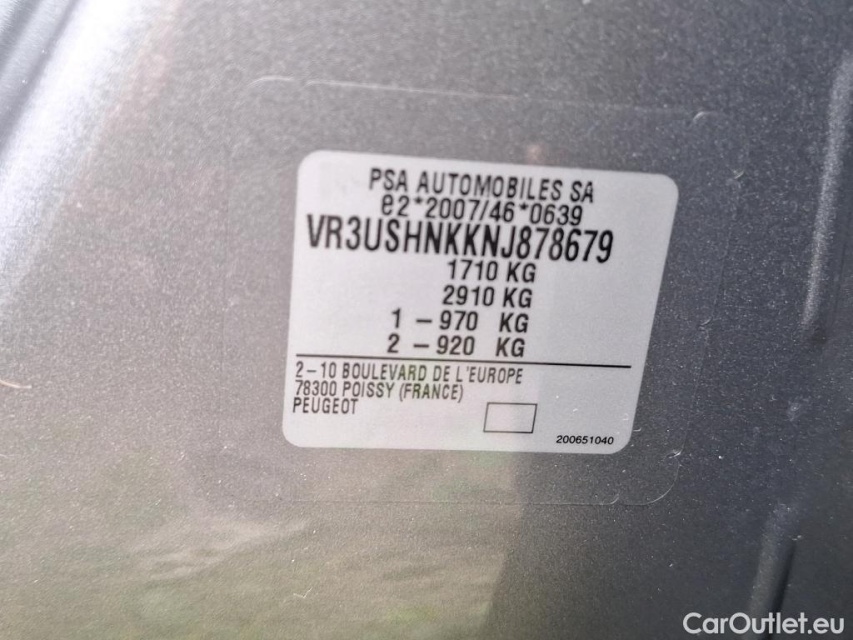 PSA AUTOMOBILES SA
e2*2007/46*0639
VR3USHNKKNJ878679
1710 KG
2910 KG
1 – 970 KG
2 – 920 KG
2–10 BOULEVARD DE L'EUROPE
78300 POISSY (FRANCE)
PEUGEOT
200651040
CarOutlet.eu